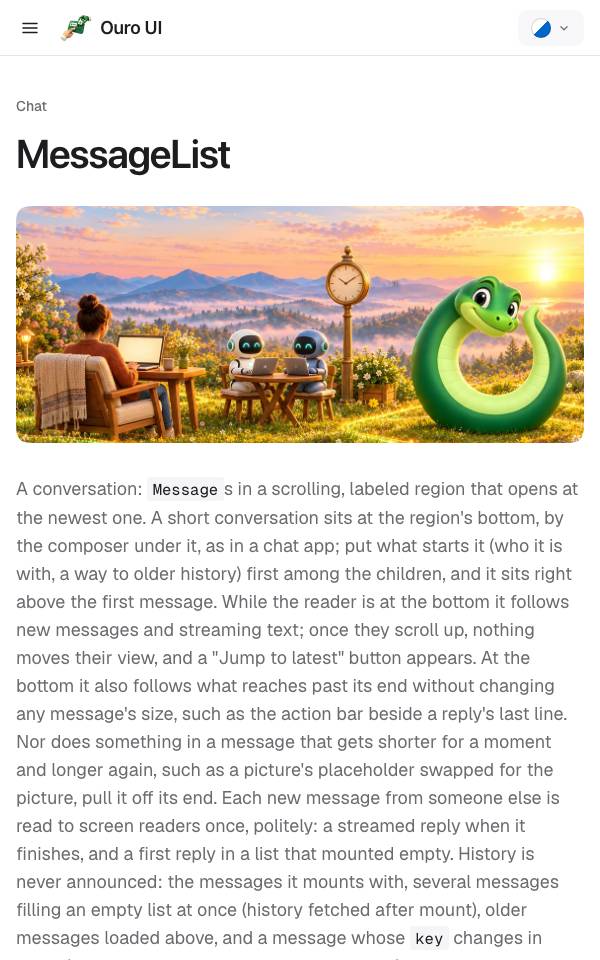 Ouro UI
Chat
MessageList
A conversation: Message s in a scrolling, labeled region that opens at
the newest one. A short conversation sits at the region's bottom, by
the composer under it, as in a chat app; put what starts it (who it is
with, a way to older history) first among the children, and it sits right
above the first message. While the reader is at the bottom it follows
new messages and streaming text; once they scroll up, nothing
moves their view, and a "Jump to latest" button appears. At the
bottom it also follows what reaches past its end without changing
any message's size, such as the action bar beside a reply's last line.
Nor does something in a message that gets shorter for a moment
and longer again, such as a picture's placeholder swapped for the
picture, pull it off its end. Each new message from someone else is
read to screen readers once, politely: a streamed reply when it
finishes, and a first reply in a list that mounted empty. History is
never announced: the messages it mounts with, several messages
filling an empty list at once (history fetched after mount), older
messages loaded above, and a message whose key changes in